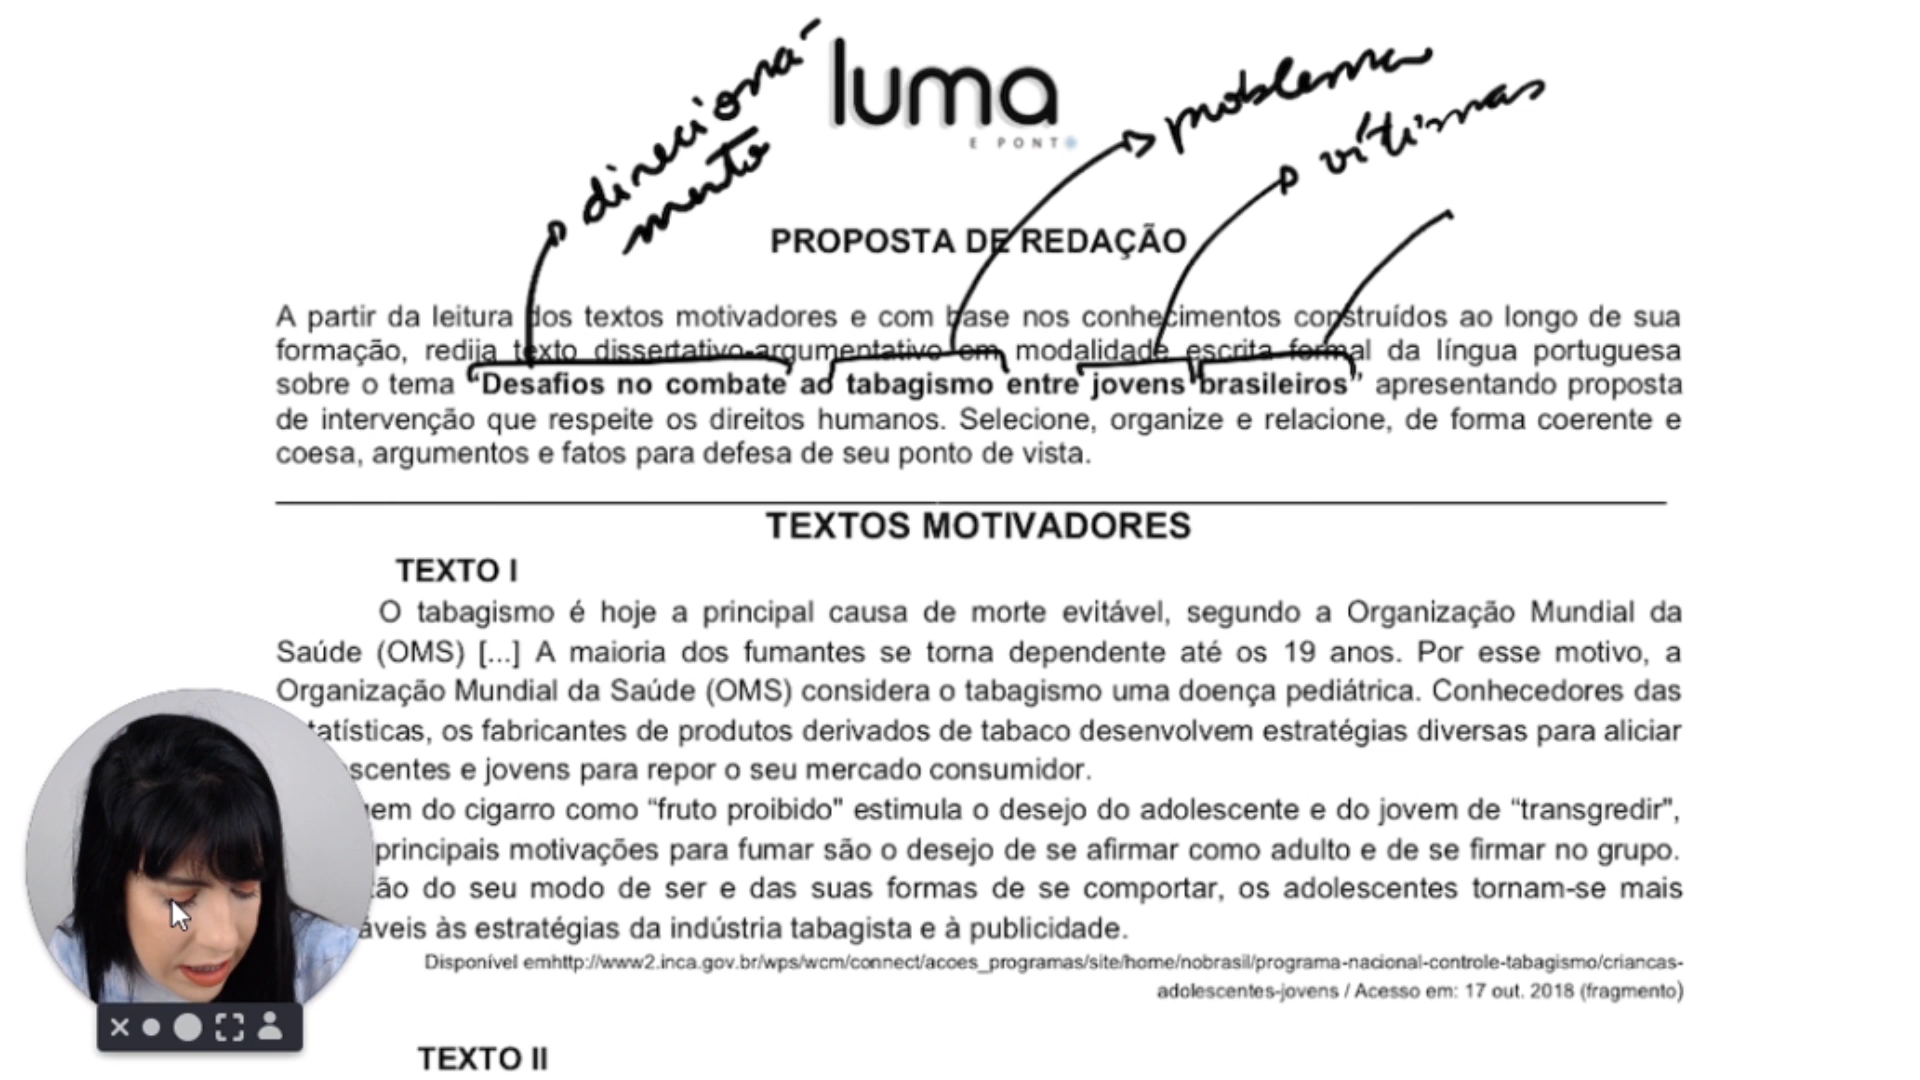 direcioná-
mento
luma
E PONTO
problema
vítimas
PROPOSTA DE REDAÇÃO
A partir da leitura dos textos motivadores e com base nos conhecimentos construídos ao longo de sua
formação, redija texto dissertativo-argumentativo em modalidade escrita formal da língua portuguesa
sobre o tema “Desafios no combate ao tabagismo entre jovens brasileiros” apresentando proposta
de intervenção que respeite os direitos humanos. Selecione, organize e relacione, de forma coerente e
coesa, argumentos e fatos para defesa de seu ponto de vista.
TEXTOS MOTIVADORES
TEXTO I
O tabagismo é hoje a principal causa de morte evitável, segundo a Organização Mundial da
Saúde (OMS) [...] A maioria dos fumantes se torna dependente até os 19 anos. Por esse motivo, a
Organização Mundial da Saúde (OMS) considera o tabagismo uma doença pediátrica. Conhecedores das
tatísticas, os fabricantes de produtos derivados de tabaco desenvolvem estratégias diversas para aliciar
scentes e jovens para repor o seu mercado consumidor.
em do cigarro como “fruto proibido" estimula o desejo do adolescente e do jovem de “transgredir",
principais motivações para fumar são o desejo de se afirmar como adulto e de se firmar no grupo.
ão do seu modo de ser e das suas formas de se comportar, os adolescentes tornam-se mais
áveis às estratégias da indústria tabagista e à publicidade.
Disponível emhttp://www2.inca.gov.br/wps/wcm/connect/acoes_programas/site/home/nobrasil/programa-nacional-controle-tabagismo/criancas-
adolescentes-jovens / Acesso em: 17 out. 2018 (fragmento)
TEXTO II